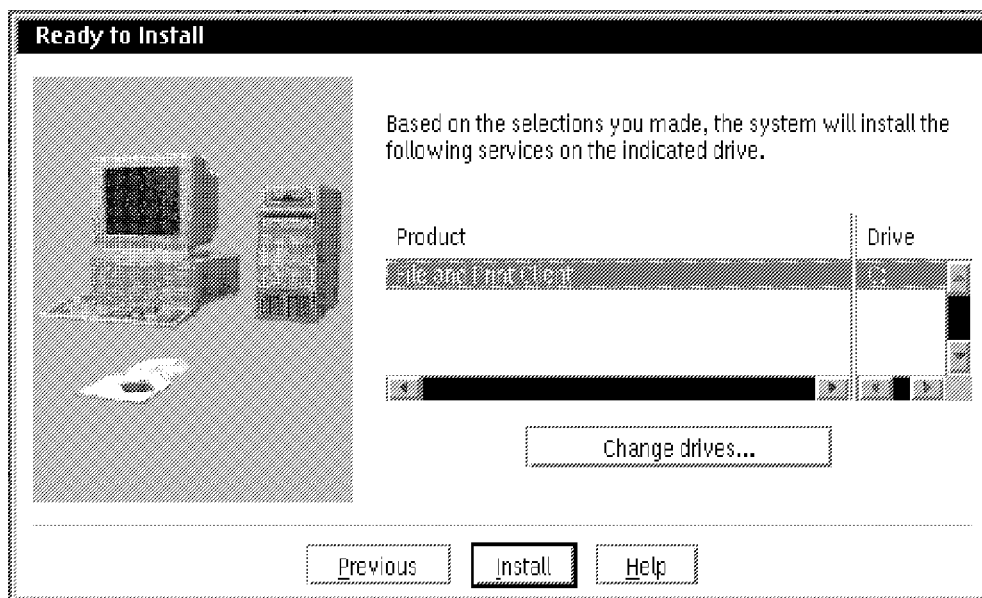 Ready to Install
Based on the selections you made, the system will install the
following services on the indicated drive.
Product Drive
File and Print Client C:
Change drives...
Previous Install Help